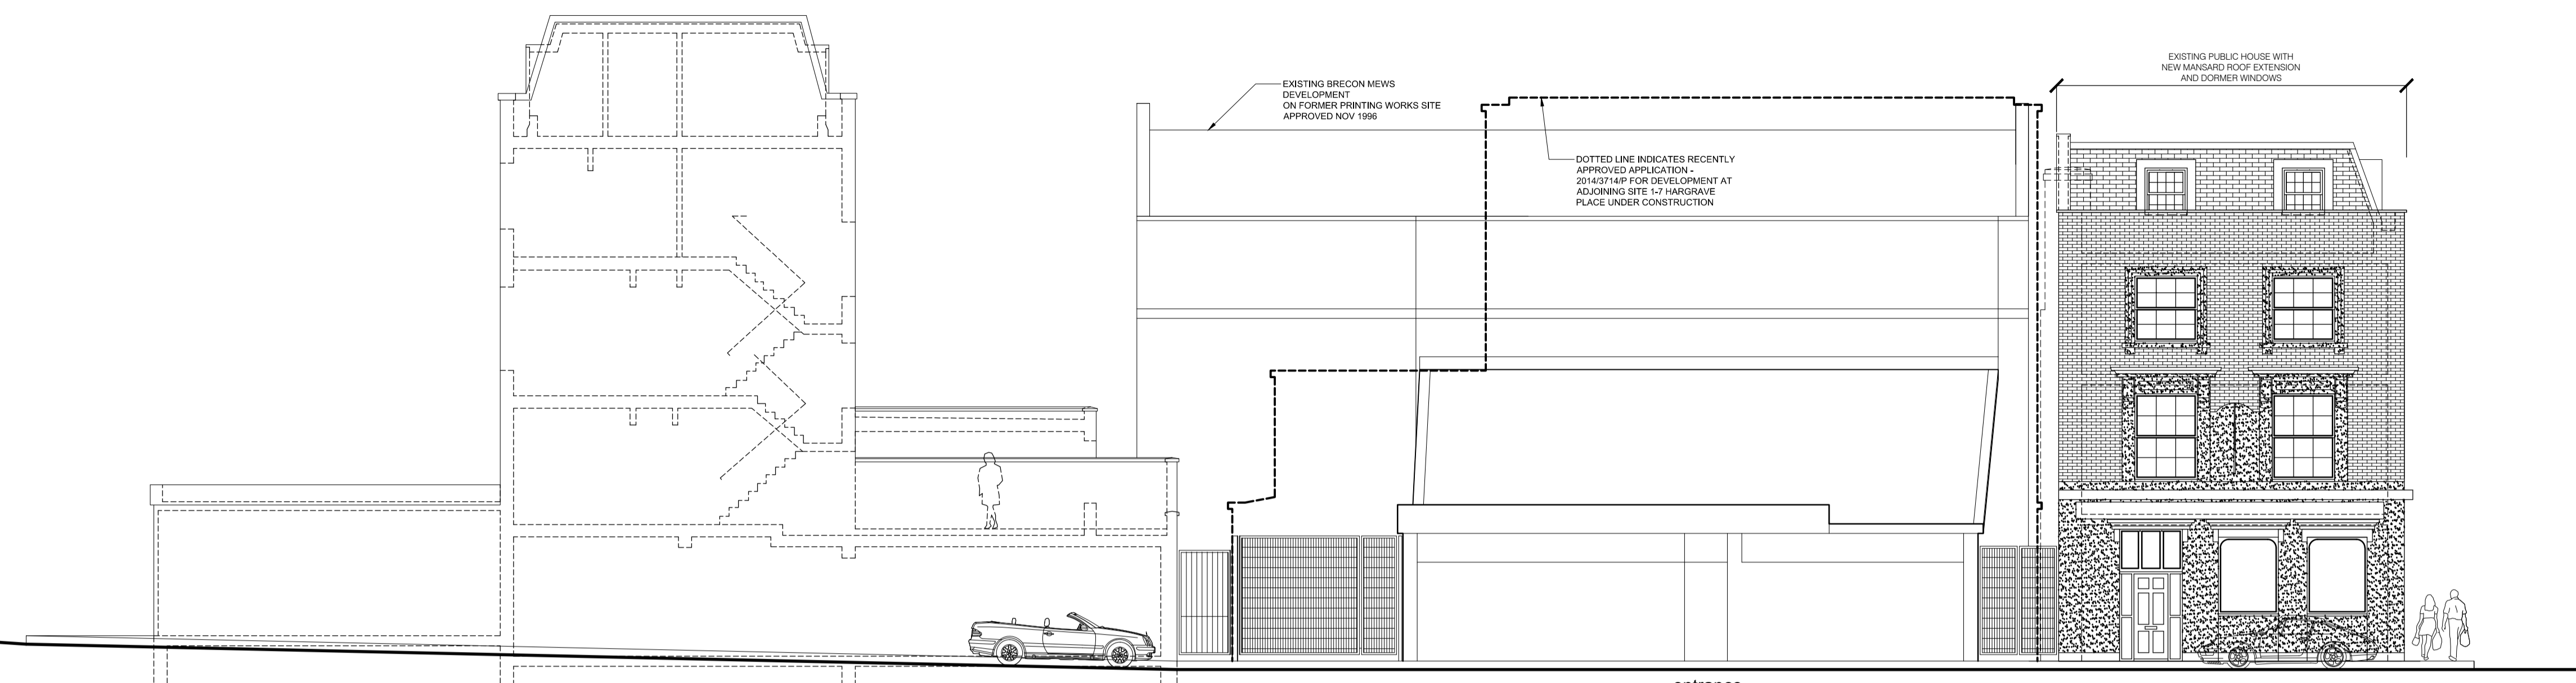 EXISTING BRECON MEWS
DEVELOPMENT
ON FORMER PRINTING WORKS SITE
APPROVED NOV 1996
DOTTED LINE INDICATES RECENTLY
APPROVED APPLICATION -
2014/3714/P FOR DEVELOPMENT AT
ADJOINING SITE 1-7 HARGRAVE
PLACE UNDER CONSTRUCTION
EXISTING PUBLIC HOUSE WITH
NEW MANSARD ROOF EXTENSION
AND DORMER WINDOWS
entrance